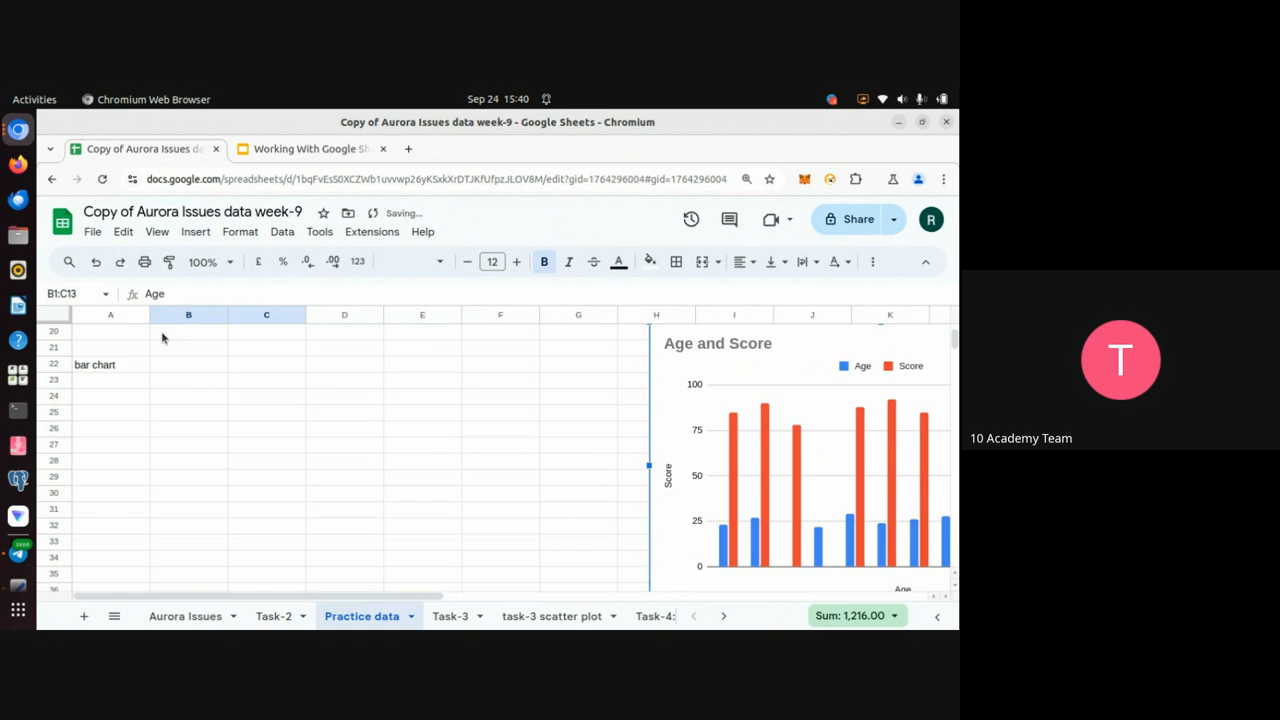 Activities
Chromium Web Browser
Sep 24 15:40
Copy of Aurora Issues data week-9 - Google Sheets - Chromium
Copy of Aurora Issues da
Working With Google Sh
docs.google.com/spreadsheets/d/1bqFvEsS0XCZWb1uvvwp26yKSxkXrDTJKfUfpzJLOV8M/edit?gid=1764296004#gid=1764296004
Copy of Aurora Issues data week-9
Saving...
Share
R
File Edit View Insert Format Data Tools Extensions Help
100%
£ % .0 .00 123
12
B I S A
B1:C13
fx Age
A B C D E F G H I J K
20
21
22 bar chart
23
24
25
26
27
28
29
30
31
32
33
34
35
36
Age and Score
Age Score
100
75
50
25
0
Score
Age
Aurora Issues Task-2 Practice data Task-3 task-3 scatter plot Task-4:
Sum: 1,216.00
T
10 Academy Team